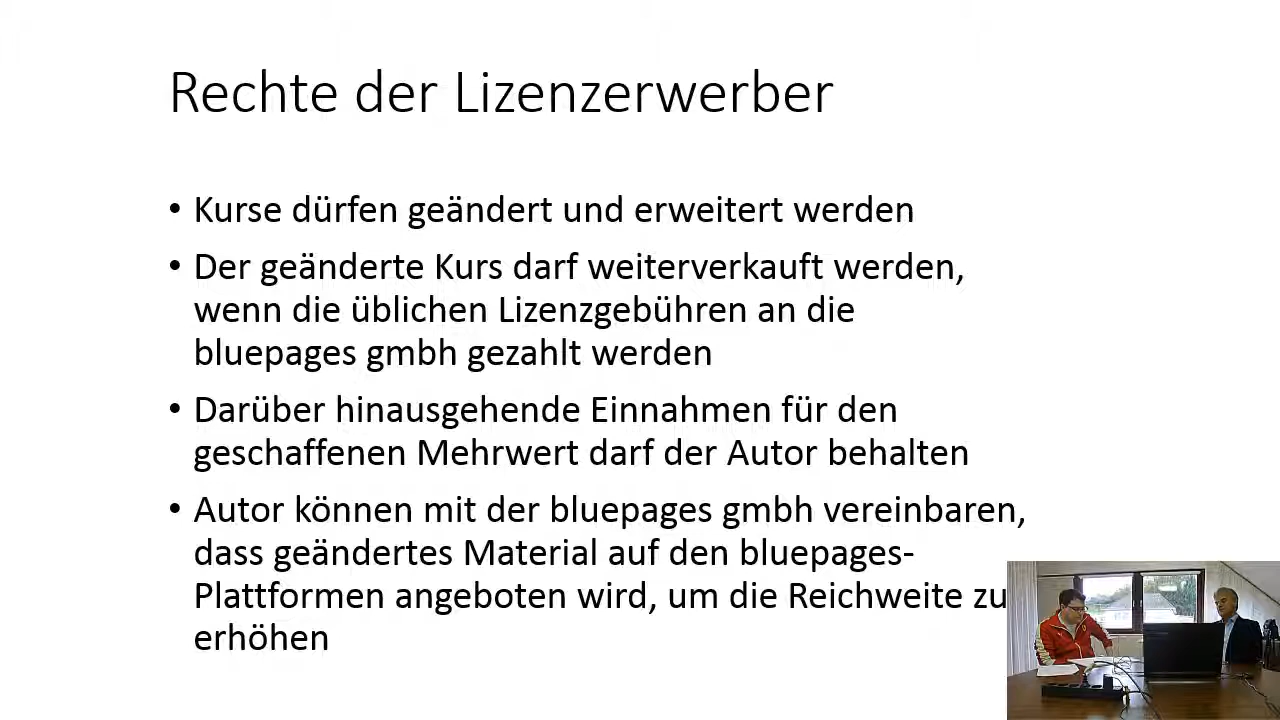 Rechte der Lizenzerwerber
• Kurse dürfen geändert und erweitert werden
• Der geänderte Kurs darf weiterverkauft werden,
wenn die üblichen Lizenzgebühren an die
bluepages gmbh gezahlt werden
• Darüber hinausgehende Einnahmen für den
geschaffenen Mehrwert darf der Autor behalten
• Autor können mit der bluepages gmbh vereinbaren,
dass geändertes Material auf den bluepages-
Plattformen angeboten wird, um die Reichweite zu
erhöhen